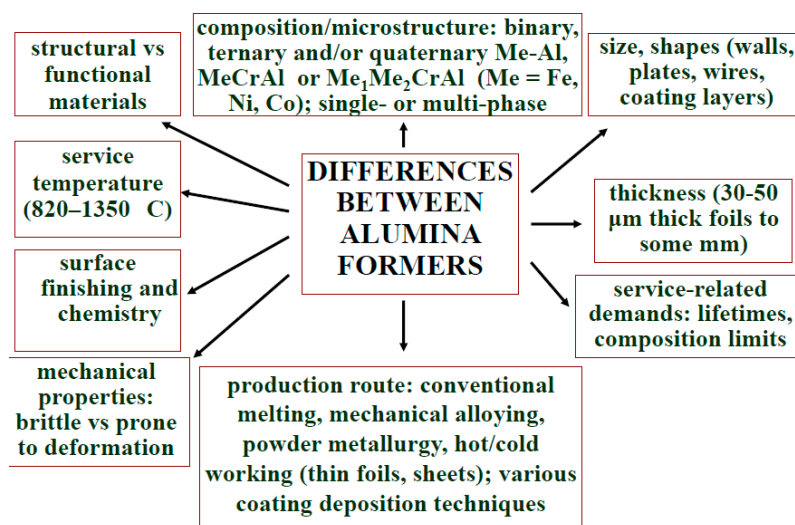 structural vs
functional
materials
composition/microstructure: binary,
ternary and/or quaternary Me-Al,
MeCrAl or Me1Me2CrAl (Me = Fe,
Ni, Co); single- or multi-phase
size, shapes (walls,
plates, wires,
coating layers)
service
temperature
(820–1350 C)
DIFFERENCES
BETWEEN
ALUMINA
FORMERS
thickness (30-50
µm thick foils to
some mm)
surface
finishing and
chemistry
service-related
demands: lifetimes,
composition limits
mechanical
properties:
brittle vs prone
to deformation
production route: conventional
melting, mechanical alloying,
powder metallurgy, hot/cold
working (thin foils, sheets); various
coating deposition techniques